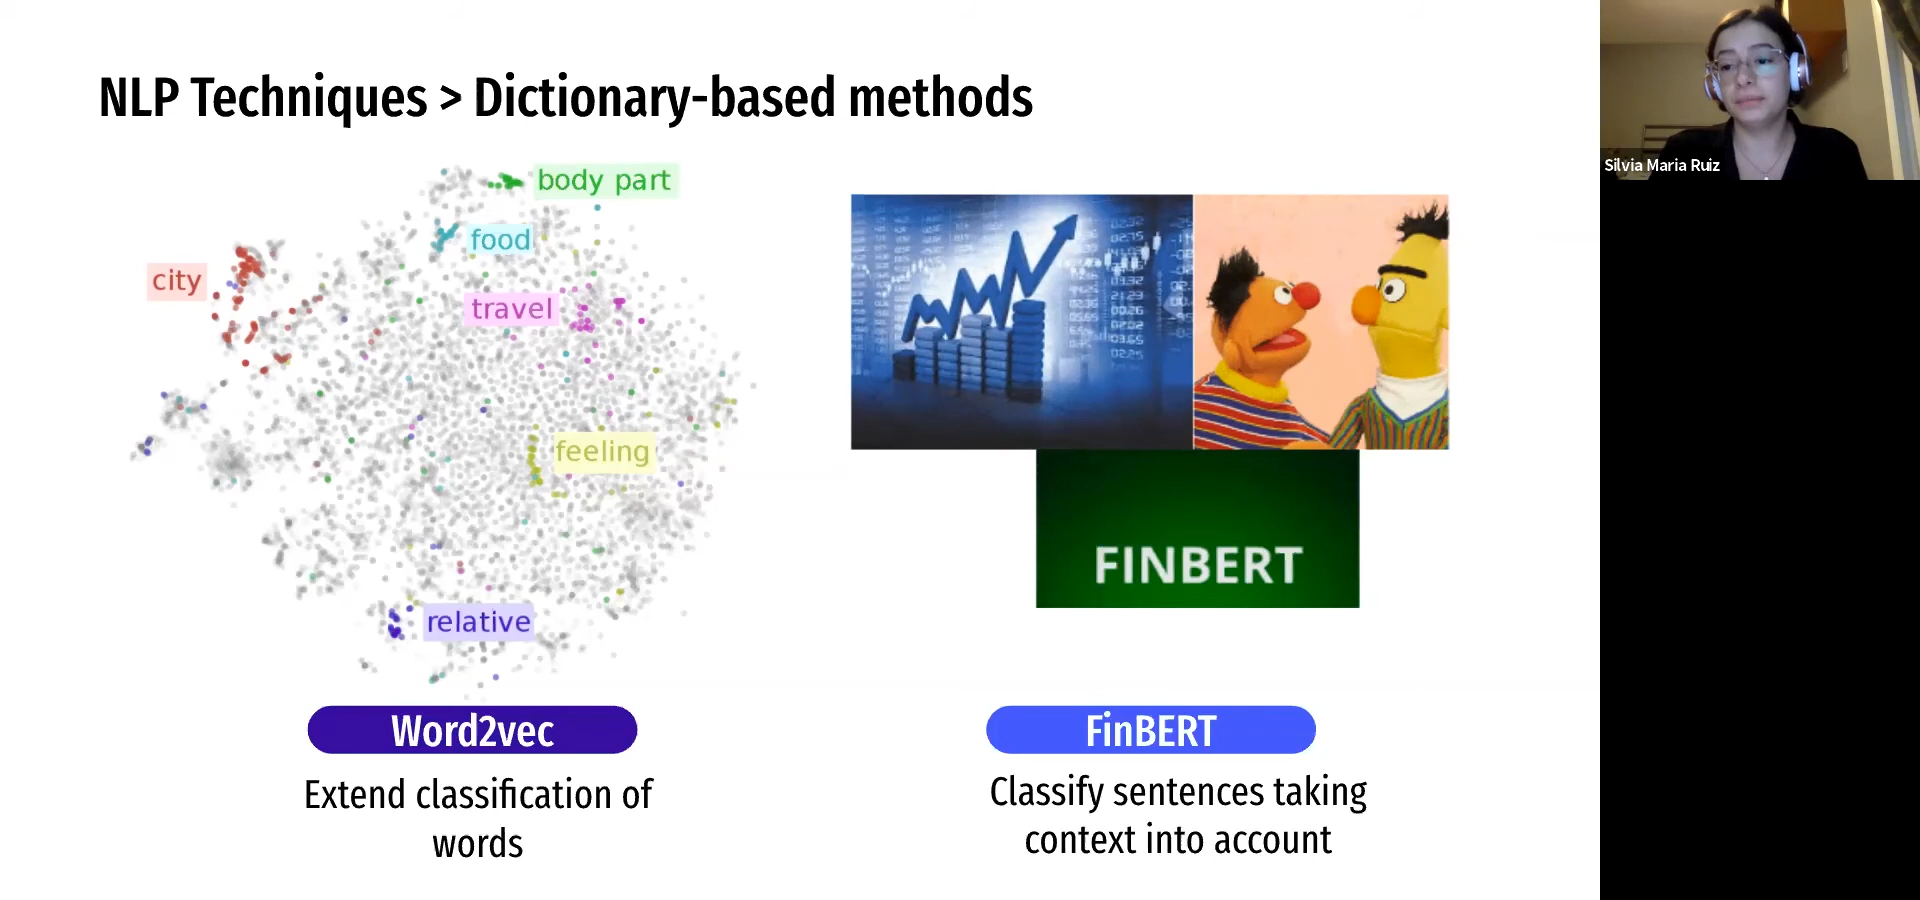 NLP Techniques > Dictionary-based methods
Silvia Maria Ruiz
body part
food
city
travel
feeling
relative
FINBERT
Word2vec
Extend classification of
words
FinBERT
Classify sentences taking
context into account